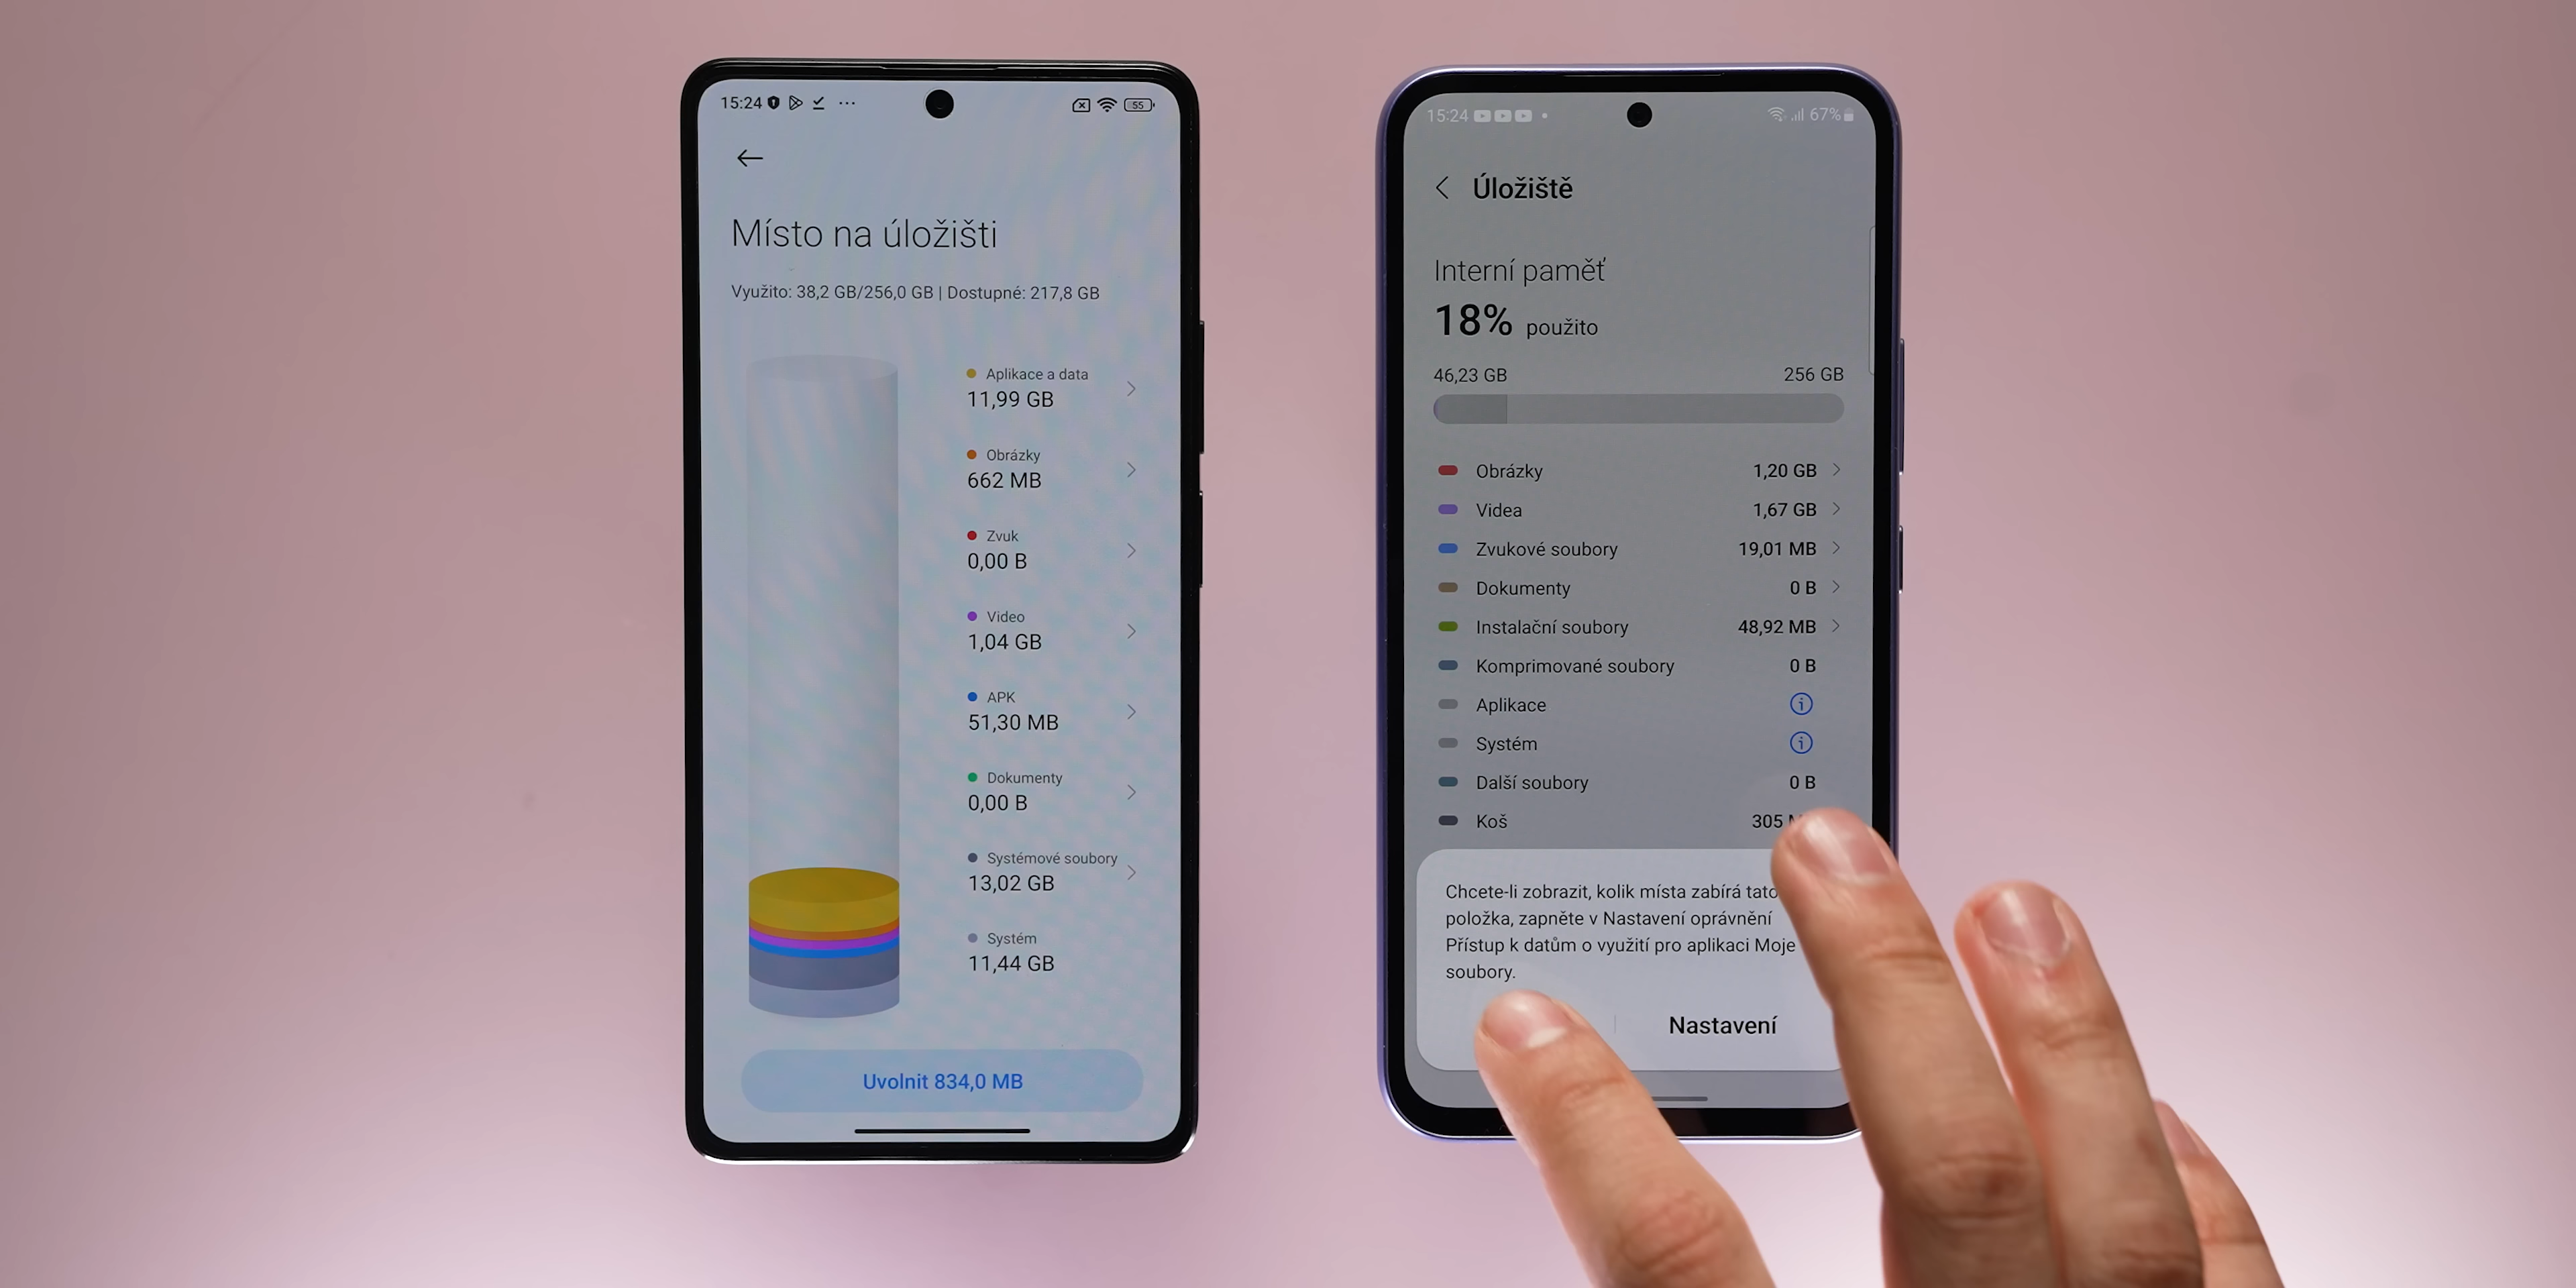 15:24
55
Místo na úložišti
Využito: 38,2 GB/256,0 GB | Dostupné: 217,8 GB
Aplikace a data
11,99 GB
Obrázky
662 MB
Zvuk
0,00 B
Video
1,04 GB
APK
51,30 MB
Dokumenty
0,00 B
Systémové soubory
13,02 GB
Systém
11,44 GB
Uvolnit 834,0 MB
15:24
67%
Úložiště
Interní paměť
18% použito
46,23 GB 256 GB
Obrázky 1,20 GB
Videa 1,67 GB
Zvukové soubory 19,01 MB
Dokumenty 0 B
Instalační soubory 48,92 MB
Komprimované soubory 0 B
Aplikace
Systém
Další soubory 0 B
Koš 305
Chcete-li zobrazit, kolik místa zabírá tato
položka, zapněte v Nastavení oprávnění
Přístup k datům o využití pro aplikaci Moje
soubory.
Nastavení